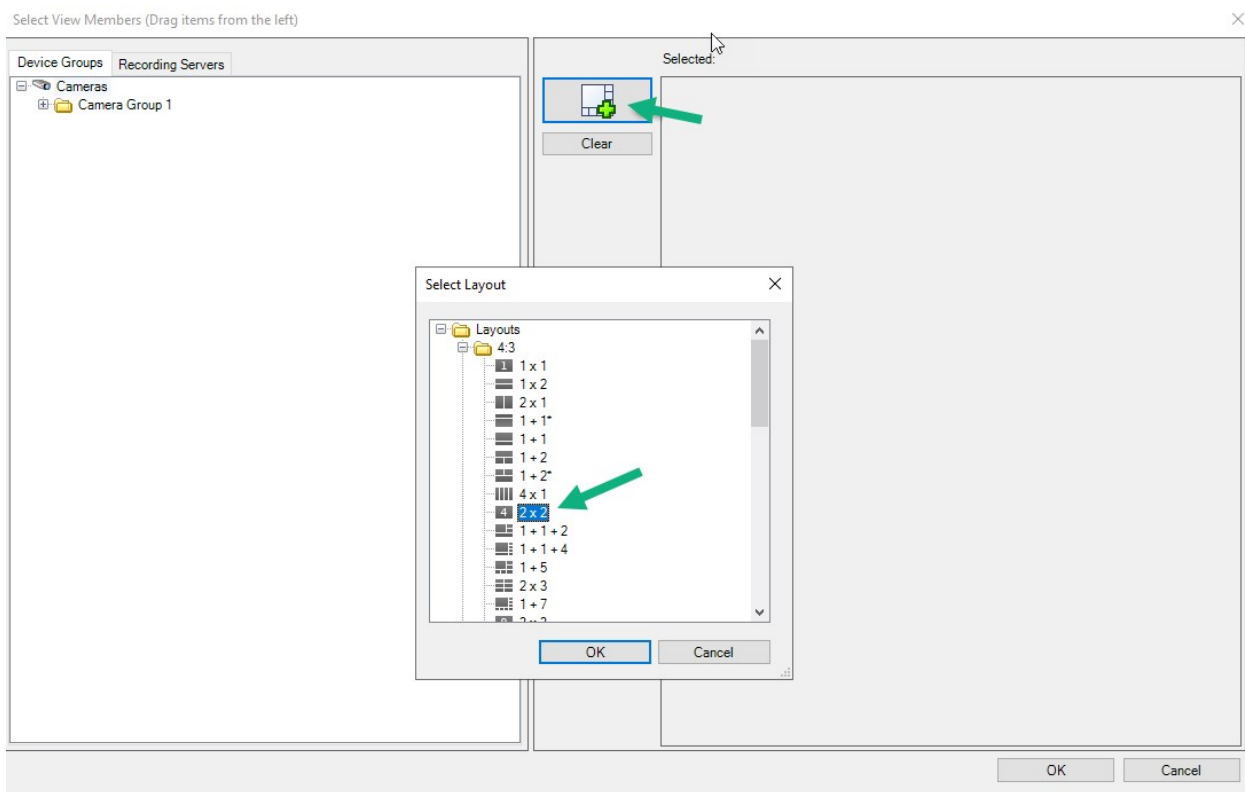 Select View Members (Drag items from the left)
Device Groups
Recording Servers
Cameras
Camera Group 1
Selected:
Clear
Select Layout
Layouts
4:3
1
1 x 1
1 x 2
2 x 1
1 + 1*
1 + 1
1 + 2
1 + 2*
4 x 1
4
2 x 2
1 + 1 + 2
1 + 1 + 4
1 + 5
2 x 3
1 + 7
OK
Cancel
OK
Cancel